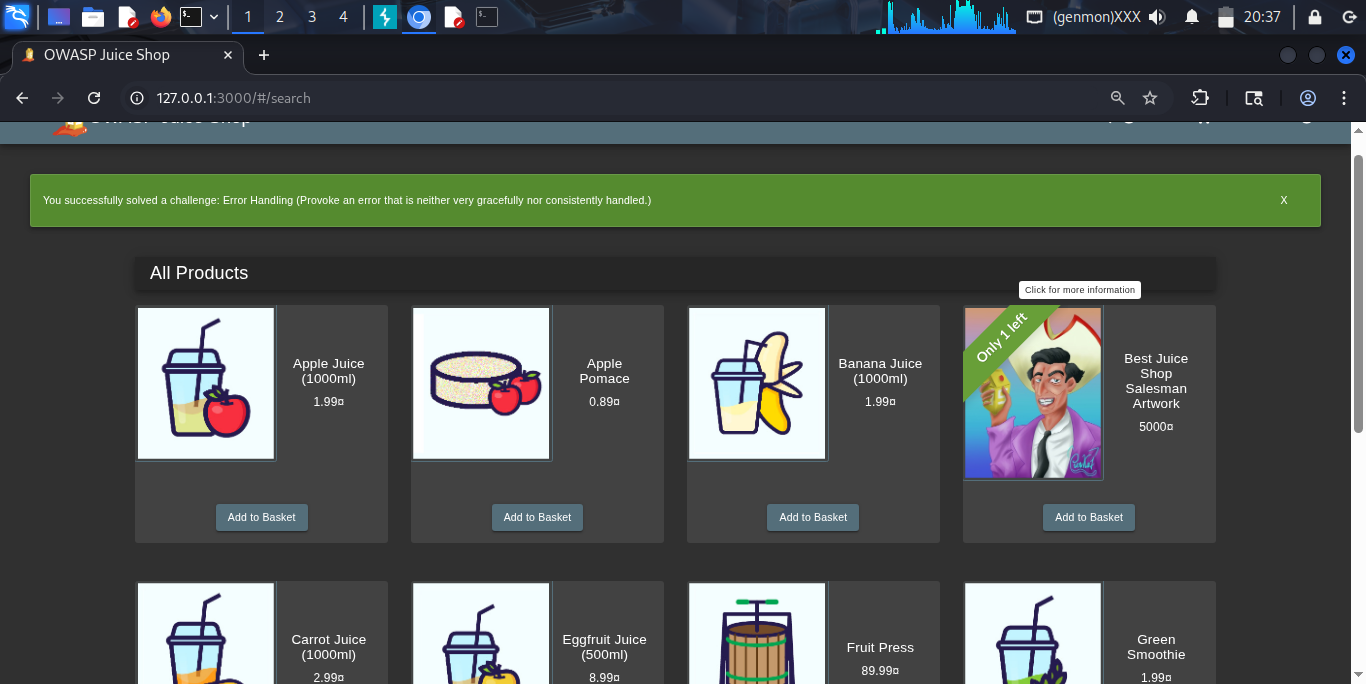 1 2 3 4 (genmon)XXX 20:37
OWASP Juice Shop
127.0.0.1:3000/#/search
OWASP Juice Shop
You successfully solved a challenge: Error Handling (Provoke an error that is neither very gracefully nor consistently handled.) X
All Products
Click for more information
Apple Juice
(1000ml)
1.99¤
Add to Basket
Apple
Pomace
0.89¤
Add to Basket
Banana Juice
(1000ml)
1.99¤
Add to Basket
Only 1 left
Best Juice
Shop
Salesman
Artwork
5000¤
Add to Basket
Carrot Juice
(1000ml)
2.99¤
Eggfruit Juice
(500ml)
8.99¤
Fruit Press
89.99¤
Green
Smoothie
1.99¤